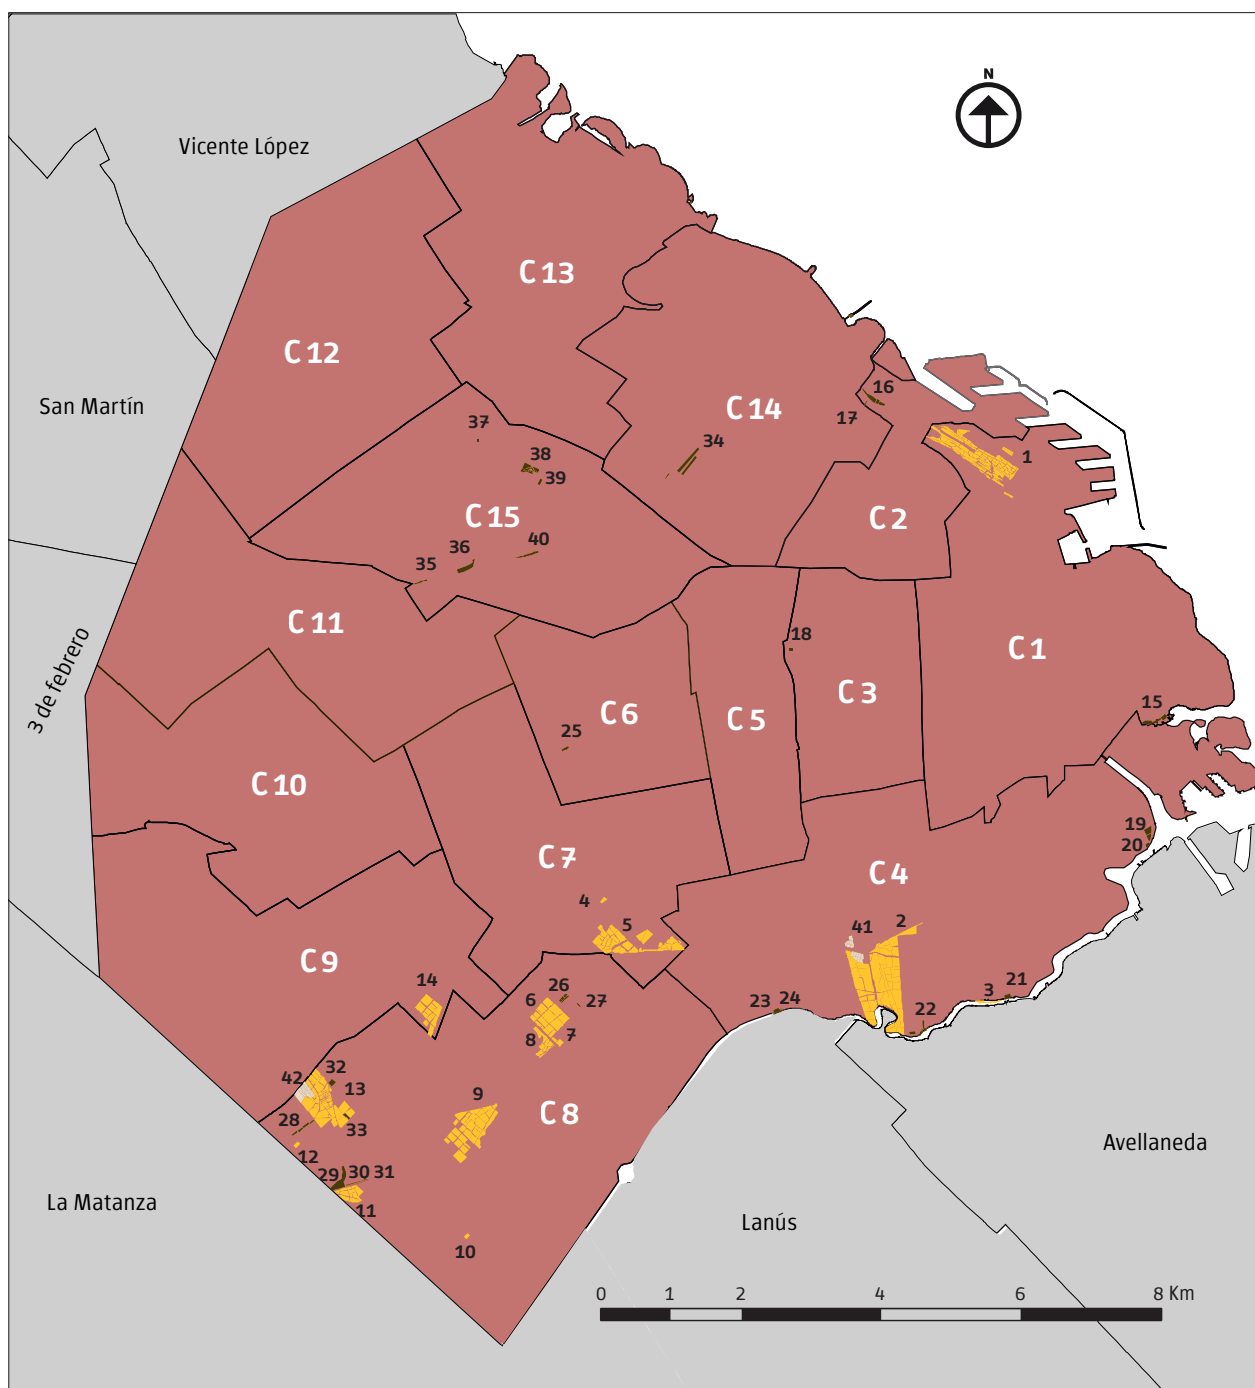 N
Vicente López
C 13
C 12
San Martín
16
C 14
17
37
34
1
38
39
C 15
C 2
40
36
35
C 11
18
3 de febrero
C 1
C 3
C 6
15
C 5
25
C 10
19
20
C 7
C 4
4
2
5
41
C 9
14
26
6
27
3
21
23
24
22
8
7
32
42
13
9
C 8
28
33
Avellaneda
12
29
30
31
La Matanza
11
Lanús
10
0 1 2 4 6 8 Km